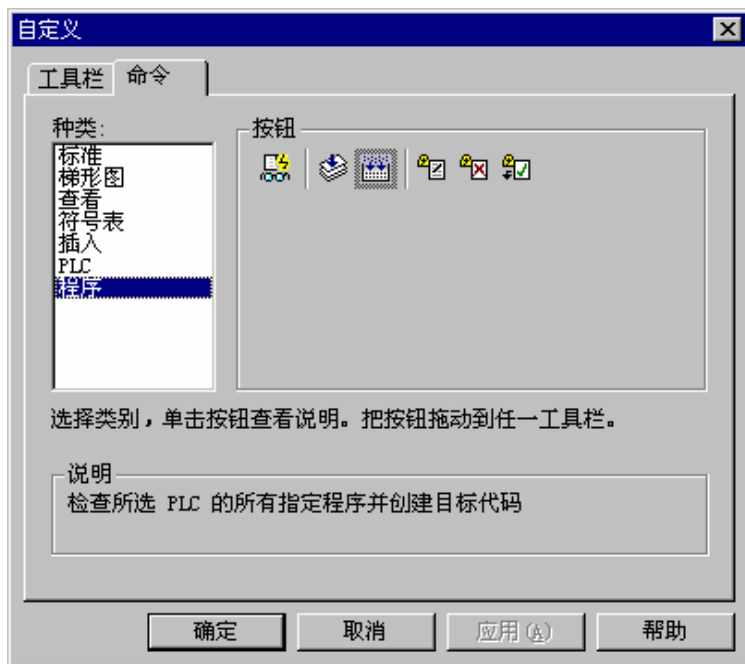 自定义
工具栏 命令
种类:
按钮
标准
梯形图
查看
符号表
插入
PLC
程序
选择类别，单击按钮查看说明。把按钮拖动到任一工具栏。
说明
检查所选 PLC 的所有指定程序并创建目标代码
确定 取消 应用(A) 帮助